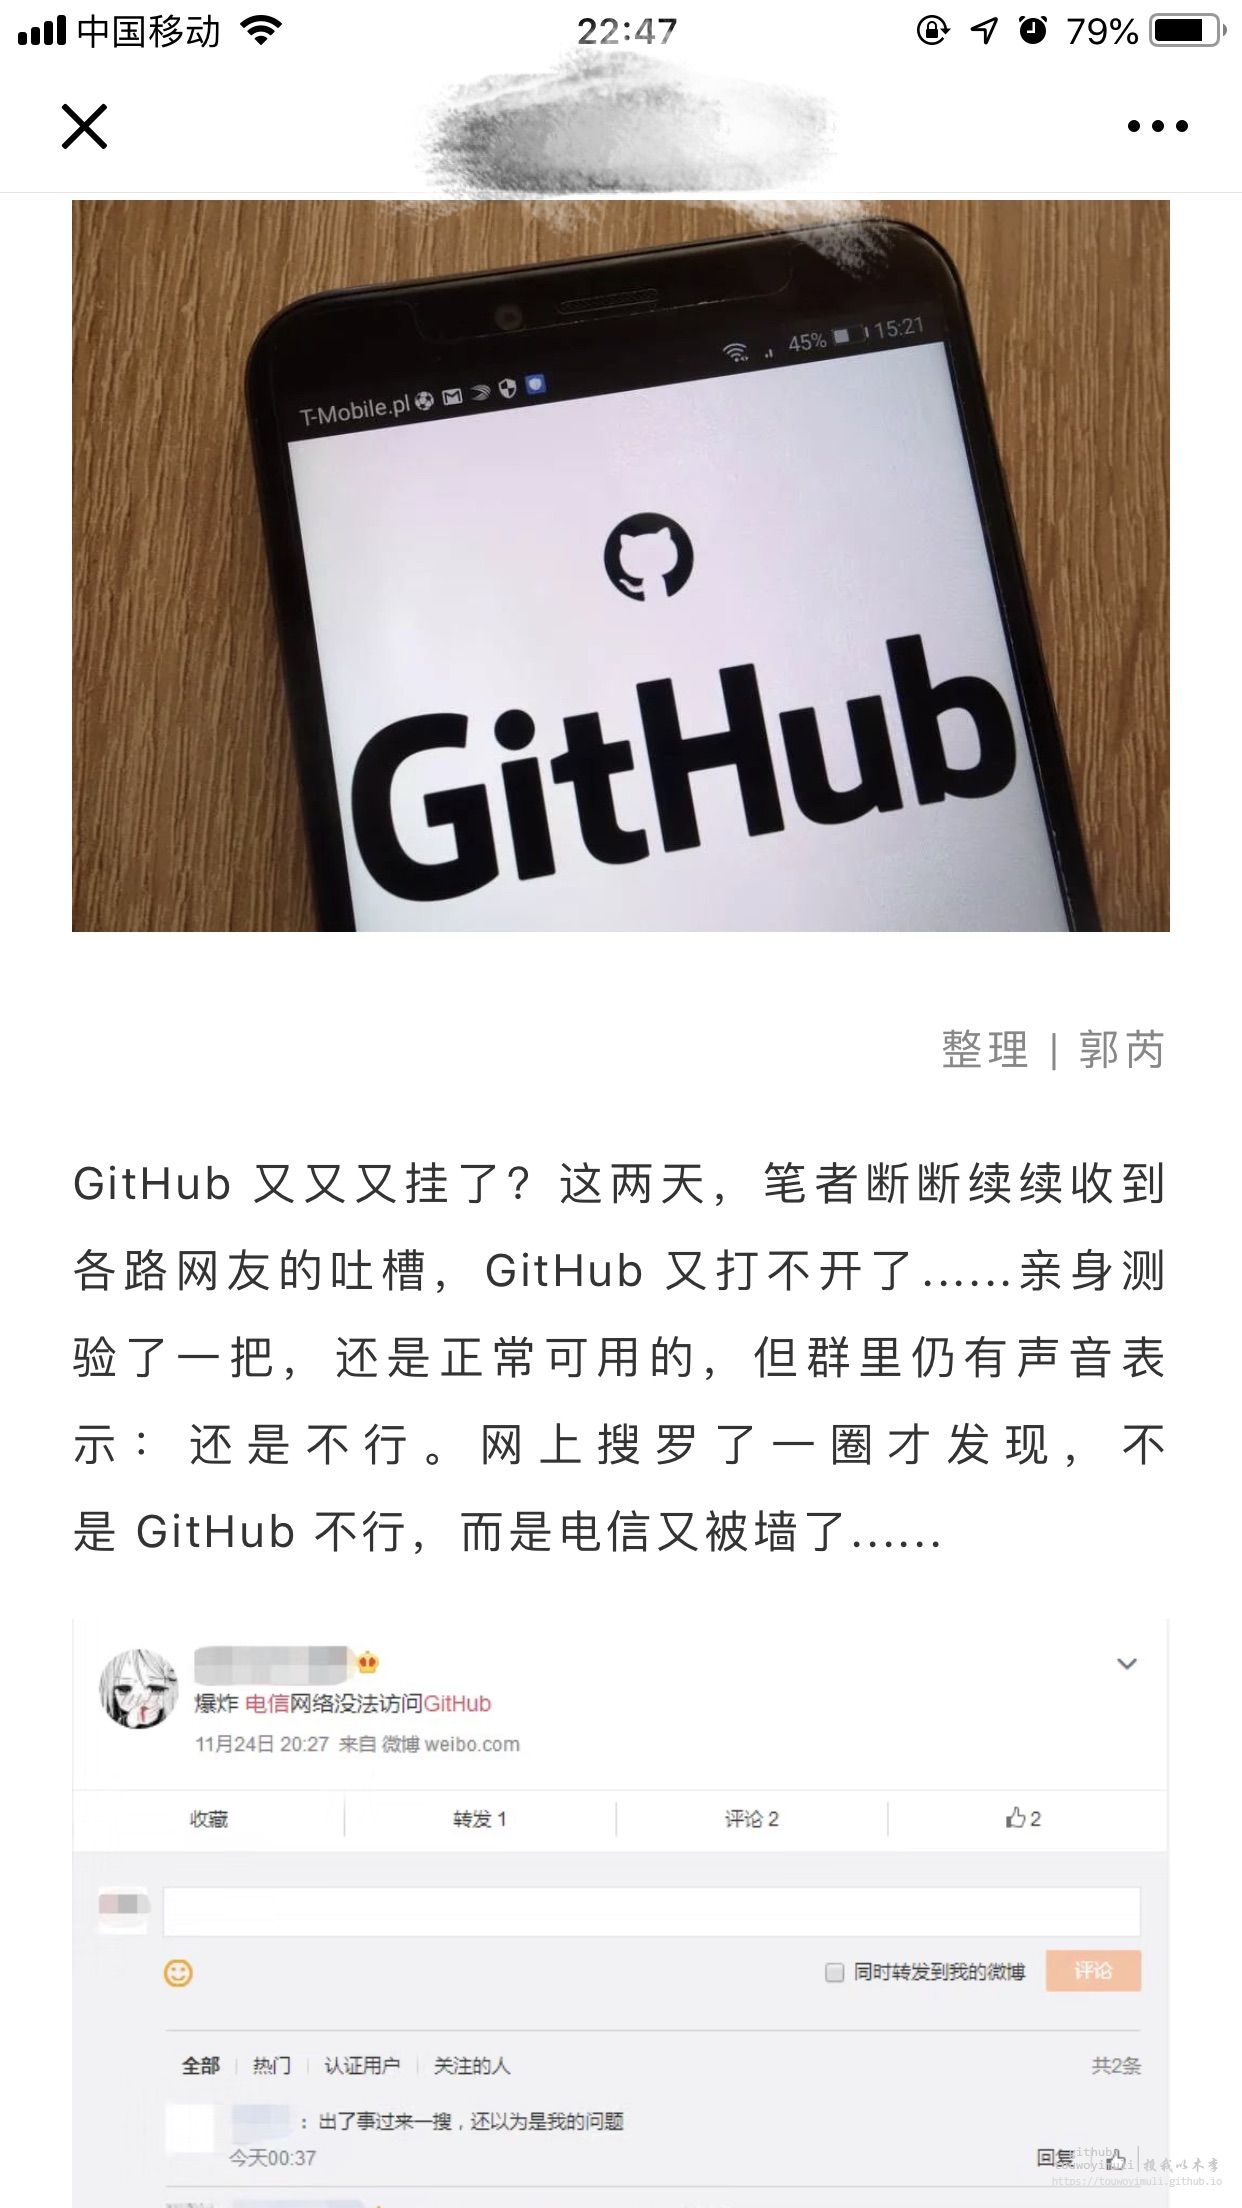 中国移动
22:47
79%
T-Mobile.pl
45%
15:21
GitHub
整理 | 郭芮
GitHub 又又又挂了？这两天，笔者断断续续收到
各路网友的吐槽，GitHub 又打不开了……亲身测
验了一把，还是正常可用的，但群里仍有声音表
示：还是不行。网上搜罗了一圈才发现，不
是 GitHub 不行，而是电信又被墙了……
爆炸 电信网络没法访问GitHub
11月24日 20:27 来自 微博 weibo.com
收藏
转发 1
评论 2
2
同时转发到我的微博
评论
全部
热门
认证用户
关注的人
共2条
：出了事过来一搜，还以为是我的问题
今天00:37
回复
github
touwoyimuli
投我以木李
https://touwoyimuli.github.io